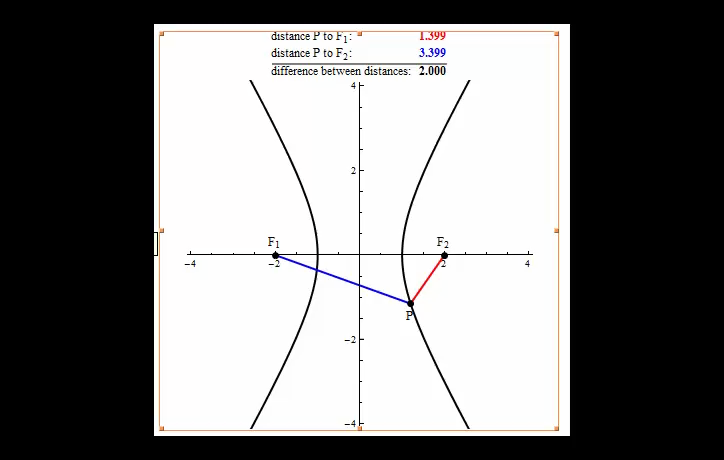 distance P to F₁: 1.399
distance P to F₂: 3.399
difference between distances: 2.000
4
2
F₁ F₂
−4 −2 2 4
P
−2
−4